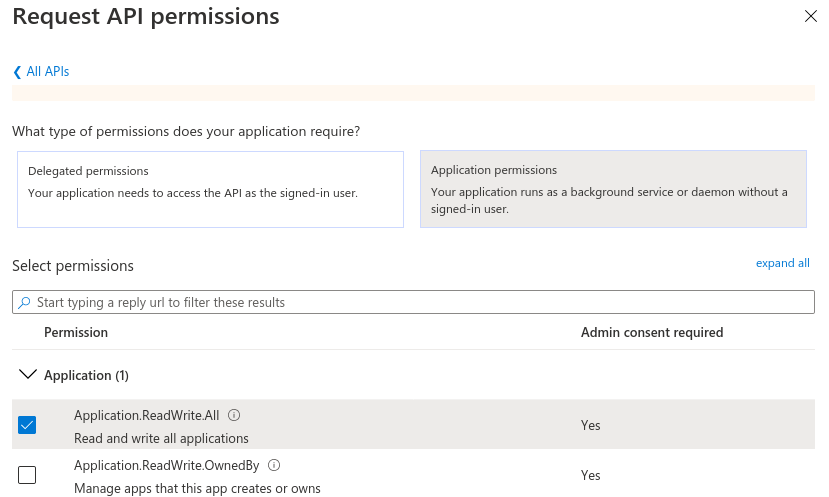 Request API permissions
All APIs
What type of permissions does your application require?
Delegated permissions
Your application needs to access the API as the signed-in user.
Application permissions
Your application runs as a background service or daemon without a
signed-in user.
Select permissions
expand all
Start typing a reply url to filter these results
Permission
Admin consent required
Application (1)
Application.ReadWrite.All
Read and write all applications
Yes
Application.ReadWrite.OwnedBy
Manage apps that this app creates or owns
Yes